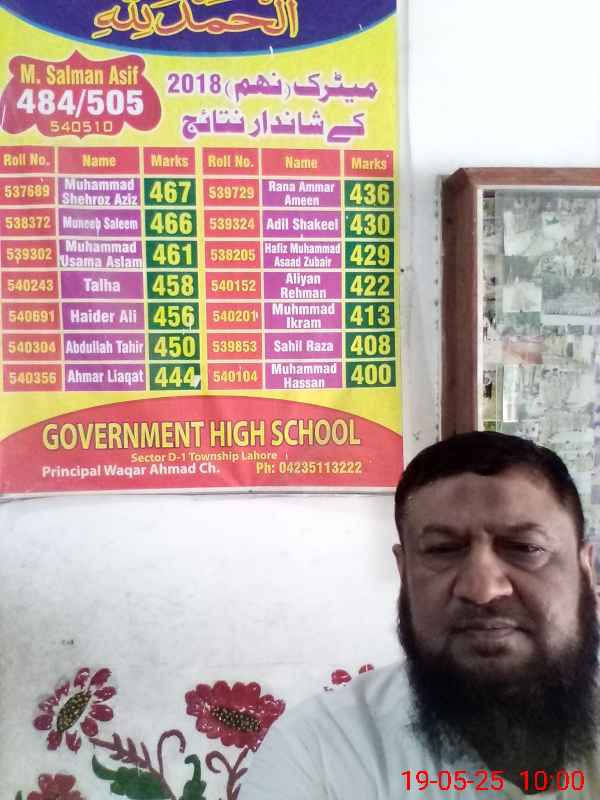 الحمد للہ
M. Salman Asif
484/505
540510
میٹرک (نہم) 2018
کے شاندار نتائج
Roll No. Name Marks Roll No. Name Marks
537689 Muhammad Shehroz Aziz 467 539729 Rana Ammar Ameen 436
538372 Muneeb Saleem 466 539324 Adil Shakeel 430
539302 Muhammad Usama Aslam 461 538205 Hafiz Muhammad Asaad Zubair 429
540243 Talha 458 540152 Aliyan Rehman 422
540691 Haider Ali 456 540201 Muhmmad Ikram 413
540304 Abdullah Tahir 450 539853 Sahil Raza 408
540356 Ahmar Liaqat 444 540104 Muhammad Hassan 400
GOVERNMENT HIGH SCHOOL
Sector D-1 Township Lahore
Principal Waqar Ahmad Ch. Ph: 04235113222
19-05-25 10:00